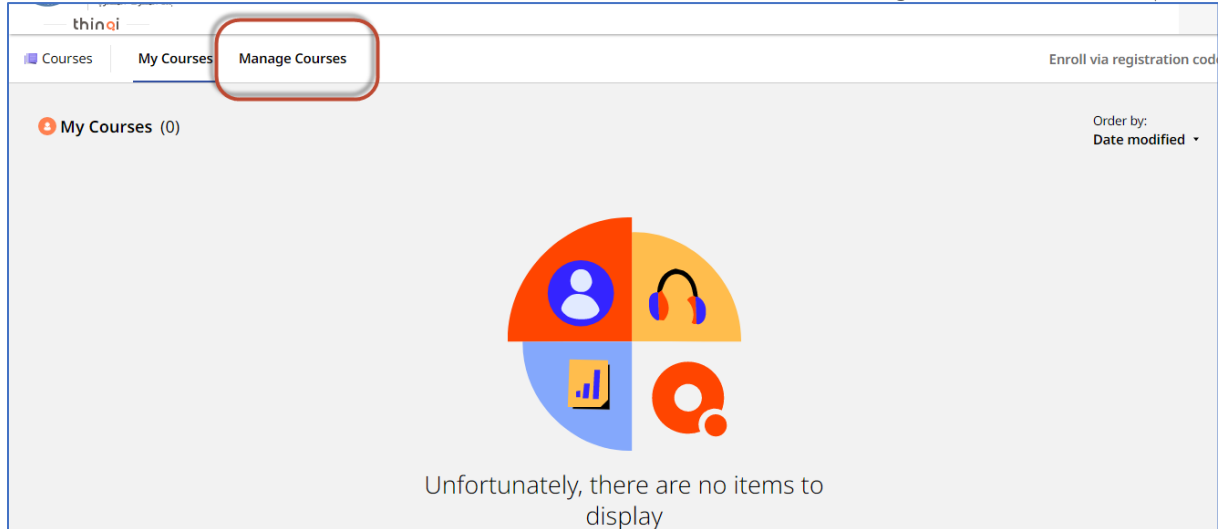 thinqi
Courses My Courses Manage Courses Enroll via registration code
My Courses (0)
Order by:
Date modified
Unfortunately, there are no items to
display